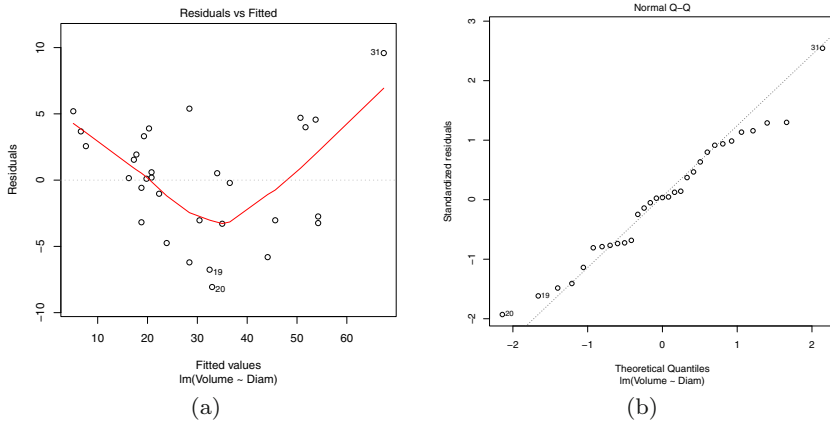 Residuals vs Fitted
Residuals
10
5
0
−5
−10
31
19
20
10
20
30
40
50
60
Fitted values
lm(Volume ~ Diam)
(a)
Normal Q−Q
Standardized residuals
3
2
1
0
−1
−2
31
19
20
−2
−1
0
1
2
Theoretical Quantiles
lm(Volume ~ Diam)
(b)